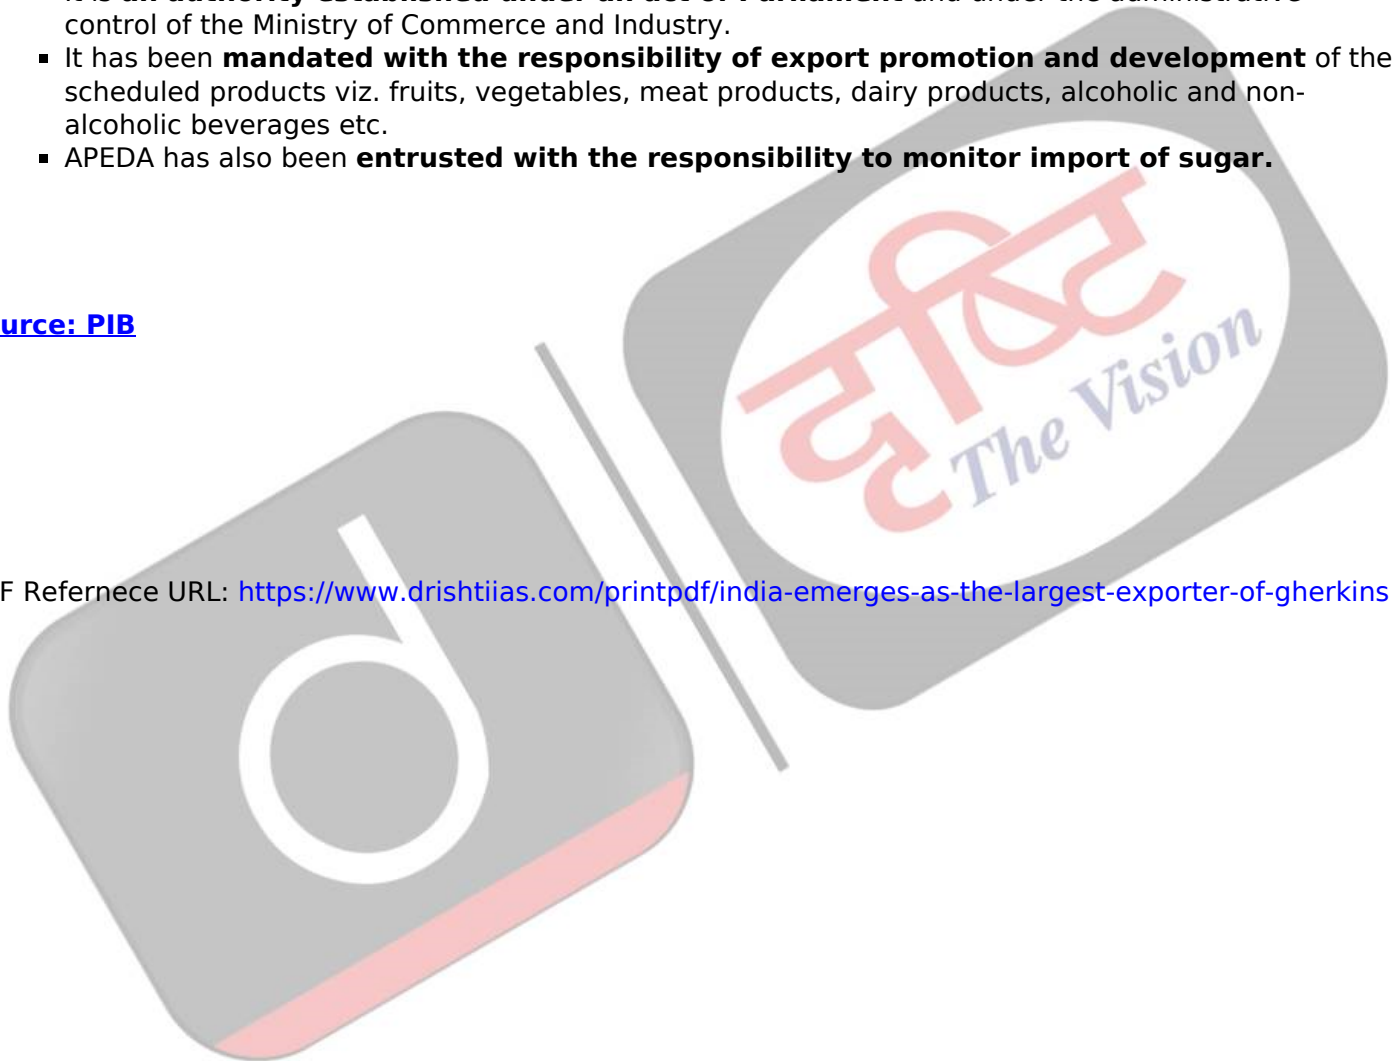 control of the Ministry of Commerce and Industry.
▪ It has been mandated with the responsibility of export promotion and development of the
scheduled products viz. fruits, vegetables, meat products, dairy products, alcoholic and non-
alcoholic beverages etc.
▪ APEDA has also been entrusted with the responsibility to monitor import of sugar.
urce: PIB
F Refernece URL: https://www.drishtiias.com/printpdf/india-emerges-as-the-largest-exporter-of-gherkins
d
दृष्टि
The Vision